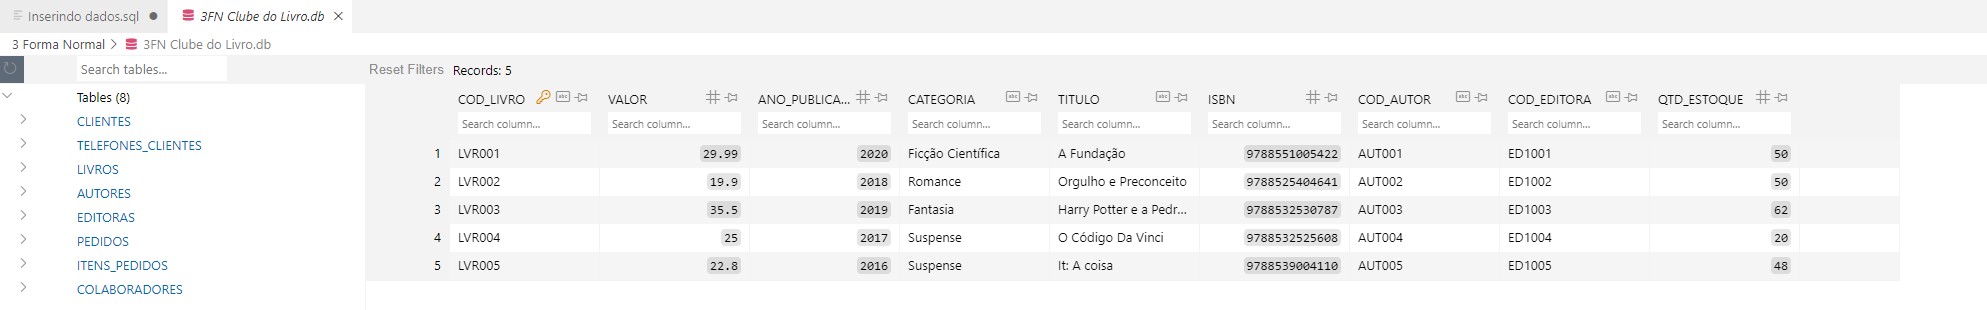 Inserindo dados.sql ● 3FN Clube do Livro.db ×
3 Forma Normal > 3FN Clube do Livro.db
Search tables...
Tables (8)
CLIENTES
TELEFONES_CLIENTES
LIVROS
AUTORES
EDITORAS
PEDIDOS
ITENS_PEDIDOS
COLABORADORES
Reset Filters Records: 5
COD_LIVRO abc VALOR ANO_PUBLICA... CATEGORIA abc TITULO abc ISBN COD_AUTOR abc COD_EDITORA abc QTD_ESTOQUE
Search column... Search column... Search column... Search column... Search column... Search column... Search column... Search column... Search column...
1 LVR001 29.99 2020 Ficção Científica A Fundação 9788551005422 AUT001 ED1001 50
2 LVR002 19.9 2018 Romance Orgulho e Preconceito 9788525404641 AUT002 ED1002 50
3 LVR003 35.5 2019 Fantasia Harry Potter e a Pedr... 9788532530787 AUT003 ED1003 62
4 LVR004 25 2017 Suspense O Código Da Vinci 9788532525608 AUT004 ED1004 20
5 LVR005 22.8 2016 Suspense It: A coisa 9788539004110 AUT005 ED1005 48